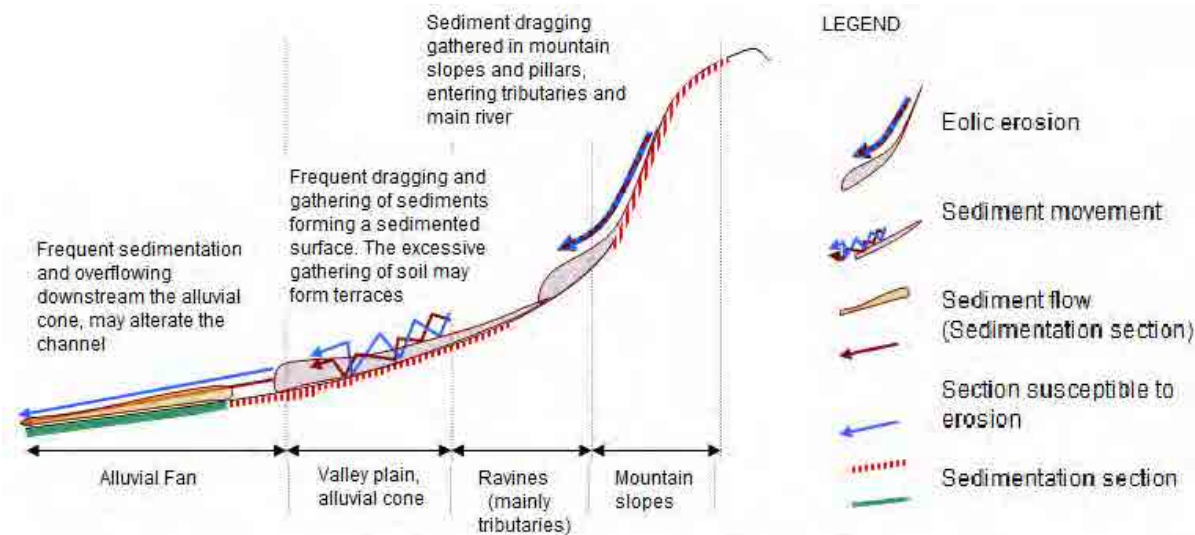 Sediment dragging
gathered in mountain
slopes and pillars,
entering tributaries and
main river
Frequent dragging and
gathering of sediments
forming a sedimented
surface. The excessive
gathering of soil may
form terraces
Frequent sedimentation
and overflowing
downstream the alluvial
cone, may alterate the
channel
Alluvial Fan
Valley plain,
alluvial cone
Ravines
(mainly
tributaries)
Mountain
slopes
LEGEND
Eolic erosion
Sediment movement
Sediment flow
(Sedimentation section)
Section susceptible to
erosion
Sedimentation section